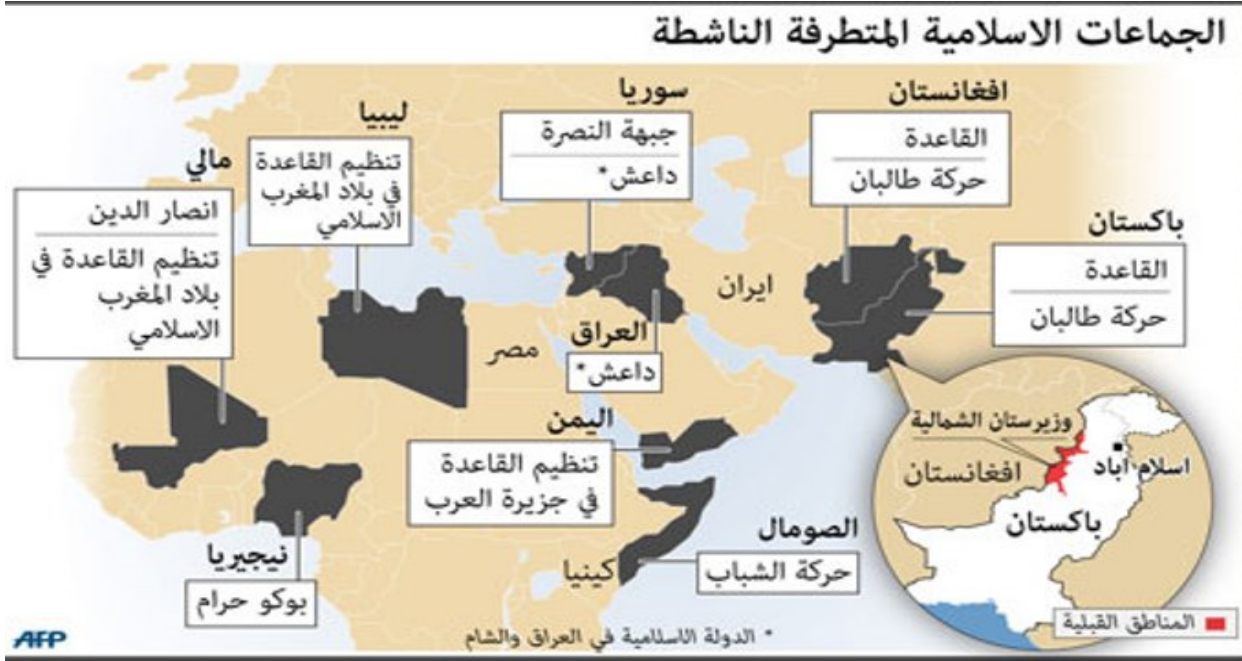 الجماعات الاسلامية المتطرفة الناشطة
افغانستان
القاعدة
حركة طالبان
باكستان
القاعدة
حركة طالبان
سوريا
جبهة النصرة
داعش*
ليبيا
تنظيم القاعدة
في بلاد المغرب
الاسلامي
مالي
انصار الدين
تنظيم القاعدة في
بلاد المغرب
الاسلامي
ايران
العراق
داعش*
مصر
اليمن
تنظيم القاعدة
في جزيرة العرب
الصومال
حركة الشباب
كينيا
نيجيريا
بوكو حرام
وزيرستان الشمالية
افغانستان
اسلام آباد
باكستان
المناطق القبلية
* الدولة الاسلامية في العراق والشام
AFP